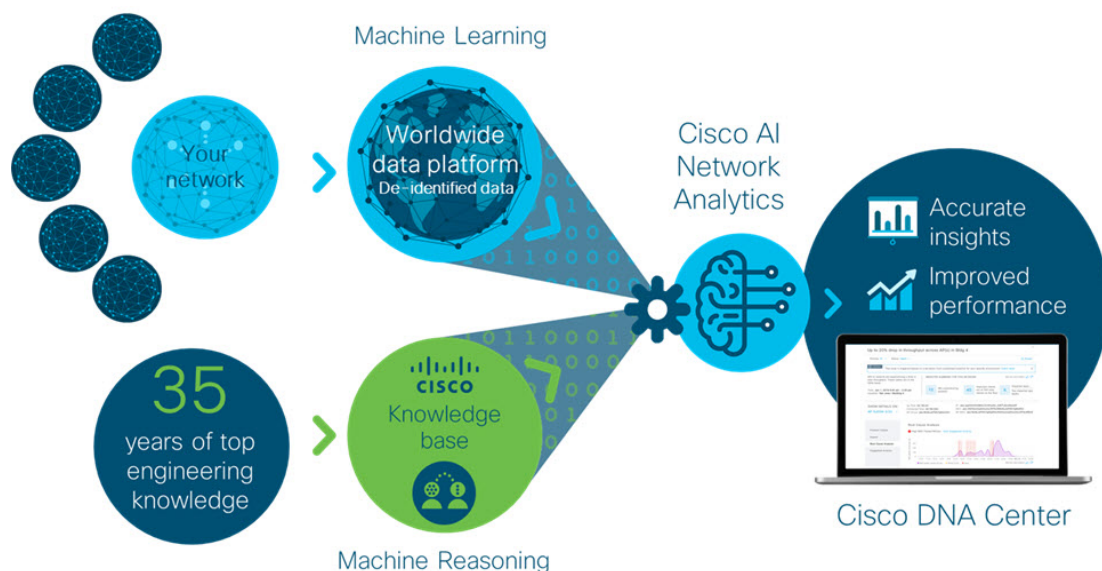 Machine Learning
Your
network
Worldwide
data platform
De-identified data
Cisco AI
Network
Analytics
Accurate
insights
Improved
performance
35
years of top
engineering
knowledge
CISCO
Knowledge
base
Machine Reasoning
Cisco DNA Center